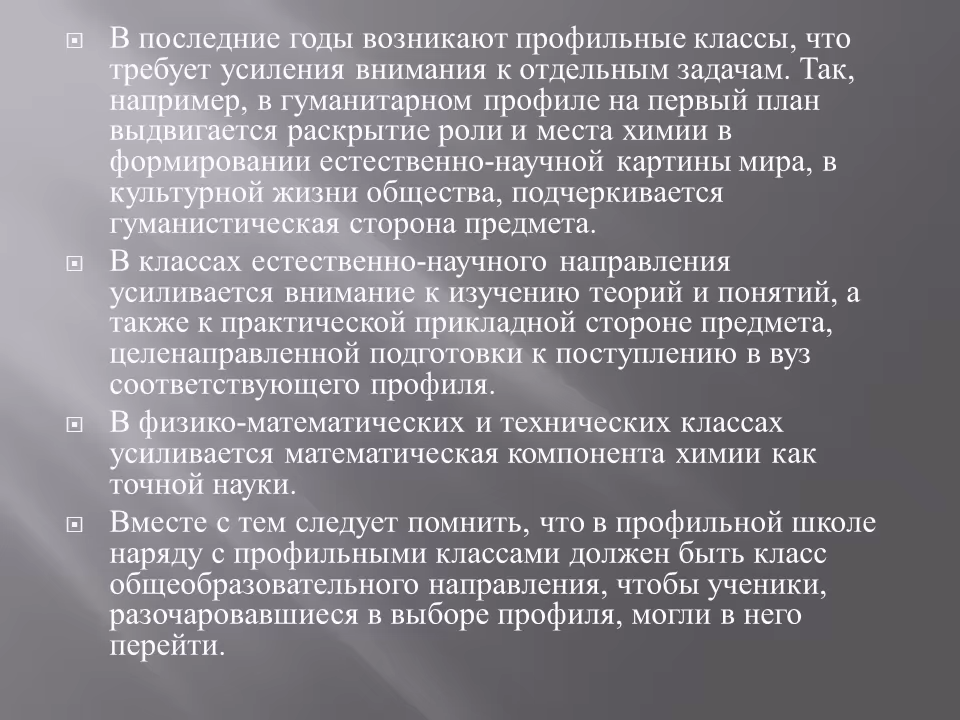 В последние годы возникают профильные классы, что
требует усиления внимания к отдельным задачам. Так,
например, в гуманитарном профиле на первый план
выдвигается раскрытие роли и места химии в
формировании естественно-научной картины мира, в
культурной жизни общества, подчеркивается
гуманистическая сторона предмета.
В классах естественно-научного направления
усиливается внимание к изучению теорий и понятий, а
также к практической прикладной стороне предмета,
целенаправленной подготовки к поступлению в вуз
соответствующего профиля.
В физико-математических и технических классах
усиливается математическая компонента химии как
точной науки.
Вместе с тем следует помнить, что в профильной школе
наряду с профильными классами должен быть класс
общеобразовательного направления, чтобы ученики,
разочаровавшиеся в выборе профиля, могли в него
перейти.